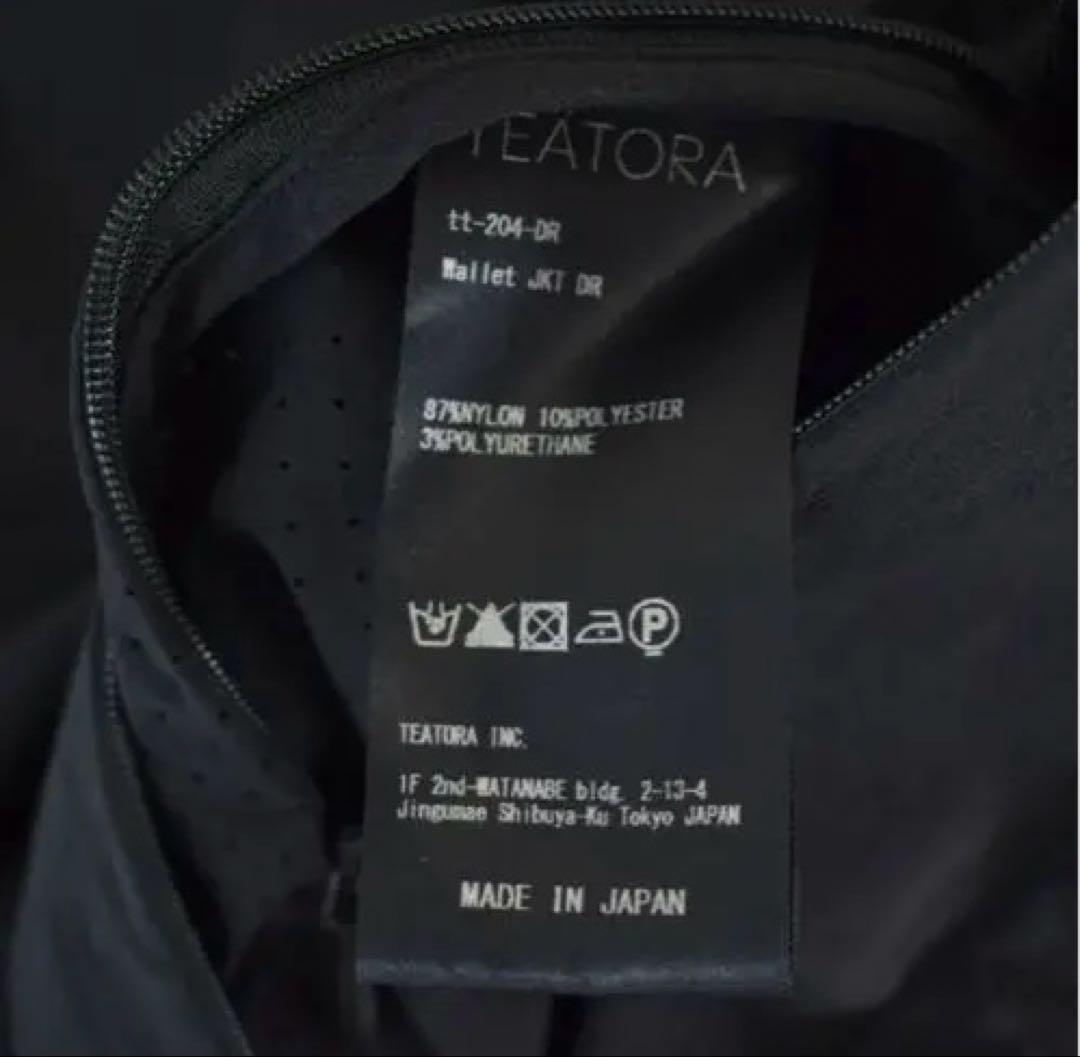 TEATORA
tt-204-DR
Wallet JKT DR
87%NYLON 10%POLYESTER
3%POLYURETHANE
P
TEATORA INC.
1F 2nd-WATANABE bldg. 2-13-4
Jingumae Shibuya-Ku Tokyo JAPAN
MADE IN JAPAN